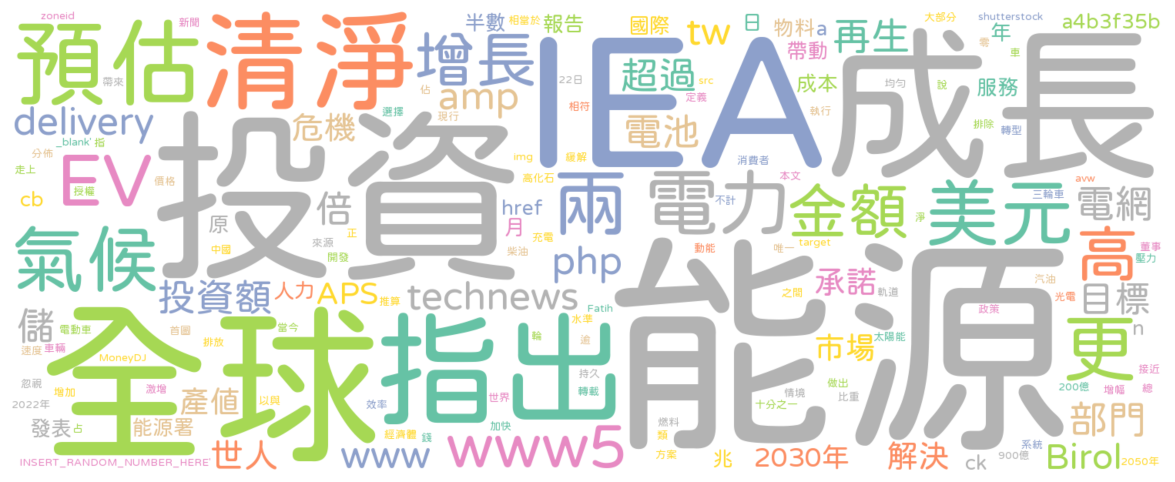 zoneid 新聞 相當於 大部分 shutterstock
預估 清淨 半數 報告 IEA 國際 tw 日 物料 a 再生 零 車 a4b3f35b
帶來 增長 超過 帶動 成長 年
佔 選擇 amp src 成本 均勻 說 服務
delivery 現行 22日 相符 定義 執行
_blank' 指 危機 電池 排除 轉型
分佈 投資 img 緩解 消費者
走上 EV 價格 高化石 本文 avw
授權 兩 電力 不計 金額 美元 三輪車 電網
cb 倍 href 淨
原 月 充電 target 高 董事
氣候 中國 來源 正 柴油 動能 唯一 壓力
開發 php 能源 承諾 軌道 汽油
投資額 人力 APS 推算 technews 之間 光電 目標
儲 Fatih 政策 n
電動車 首圖 排放 當今 全球 指出 輪 水準 市場 太陽能 更
速度 車輛 MoneyDJ 逾 接近
忽視 增加 激增 以與 持久 情境 做出 200億 增幅 總
2022年 產值 效率 世界 轉載 比重 十分之一
發表 占 能源署 經濟體 錢 加快 燃料 部門
世人 www www5 類 系統
INSERT_RANDOM_NUMBER_HERE' 方案 兆 2030年 解決 ck 900億 Birol 2050年